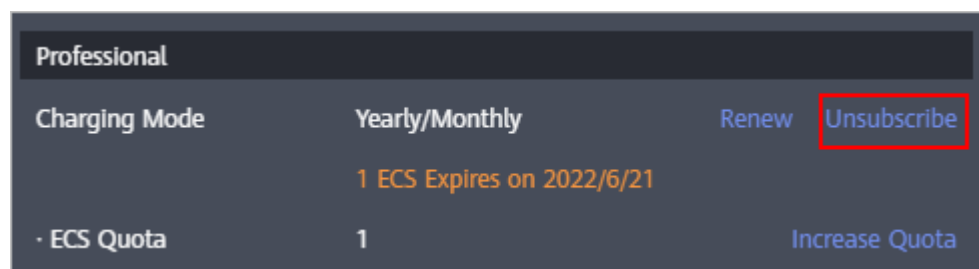 Professional
Charging Mode Yearly/Monthly Renew Unsubscribe
1 ECS Expires on 2022/6/21
· ECS Quota 1 Increase Quota